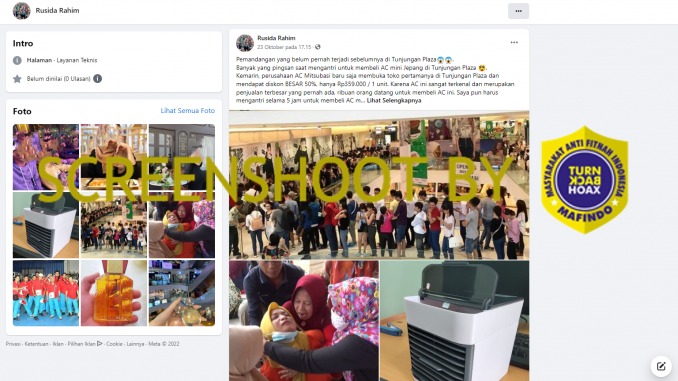 Rusida Rahim
Intro
Halaman · Layanan Teknis
Belum dinilai (0 Ulasan)
Foto
Lihat Semua Foto
Privasi · Ketentuan · Iklan · Pilihan Iklan · Cookie · Lainnya · Meta © 2022
Rusida Rahim
23 Oktober pada 17.15
Pemandangan yang belum pernah terjadi sebelumnya di Tunjungan Plaza😱😱.
Banyak yang pingsan saat mengantri untuk membeli AC mini Jepang di Tunjungan Plaza 😍.
Kemarin, perusahaan AC Mitsubasi baru saja membuka toko pertamanya di Tunjungan Plaza dan
mendapat diskon BESAR 50%, hanya Rp359.000 / 1 unit. Karena AC ini sangat terkenal dan merupakan
penjualan terbesar yang pernah ada, ribuan orang datang untuk membeli AC ini. Saya pun harus
mengantri selama 5 jam untuk membeli AC m... Lihat Selengkapnya
SCREENSHOOT BY
OPEN
MASYARAKAT ANTI FITNAH INDONESIA
TURN
BACK
HOAX
MAFINDO